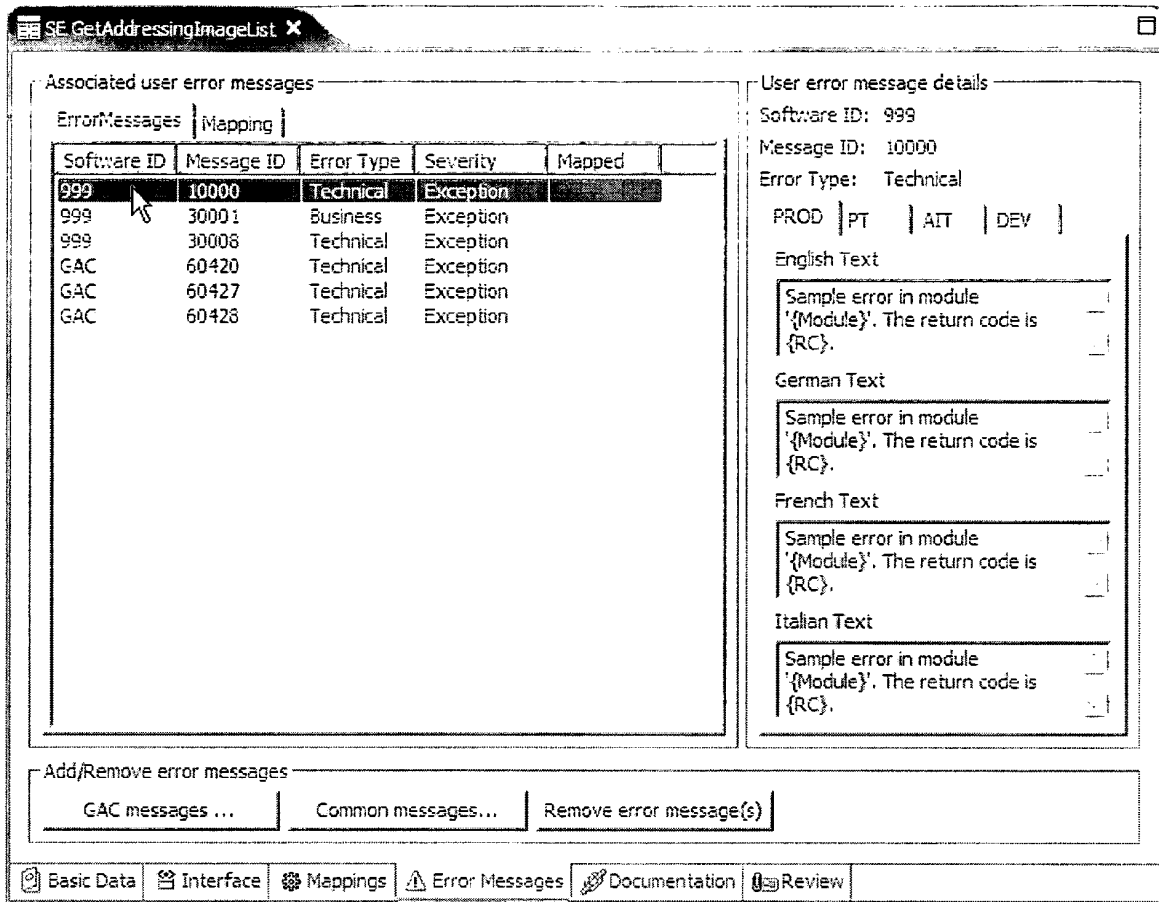 SE.GetAddressingImageList
Associated user error messages
ErrorMessages Mapping
Software ID Message ID Error Type Severity Mapped
999 10000 Technical Exception
999 30001 Business Exception
999 30008 Technical Exception
GAC 60420 Technical Exception
GAC 60427 Technical Exception
GAC 60428 Technical Exception
User error message details
Software ID: 999
Message ID: 10000
Error Type: Technical
PROD PT AIT DEV
English Text
Sample error in module
'{Module}'. The return code is
{RC}.
German Text
Sample error in module
'{Module}'. The return code is
{RC}.
French Text
Sample error in module
'{Module}'. The return code is
{RC}.
Italian Text
Sample error in module
'{Module}'. The return code is
{RC}.
Add/Remove error messages
GAC messages ... Common messages... Remove error message(s)
Basic Data Interface Mappings Error Messages Documentation Review